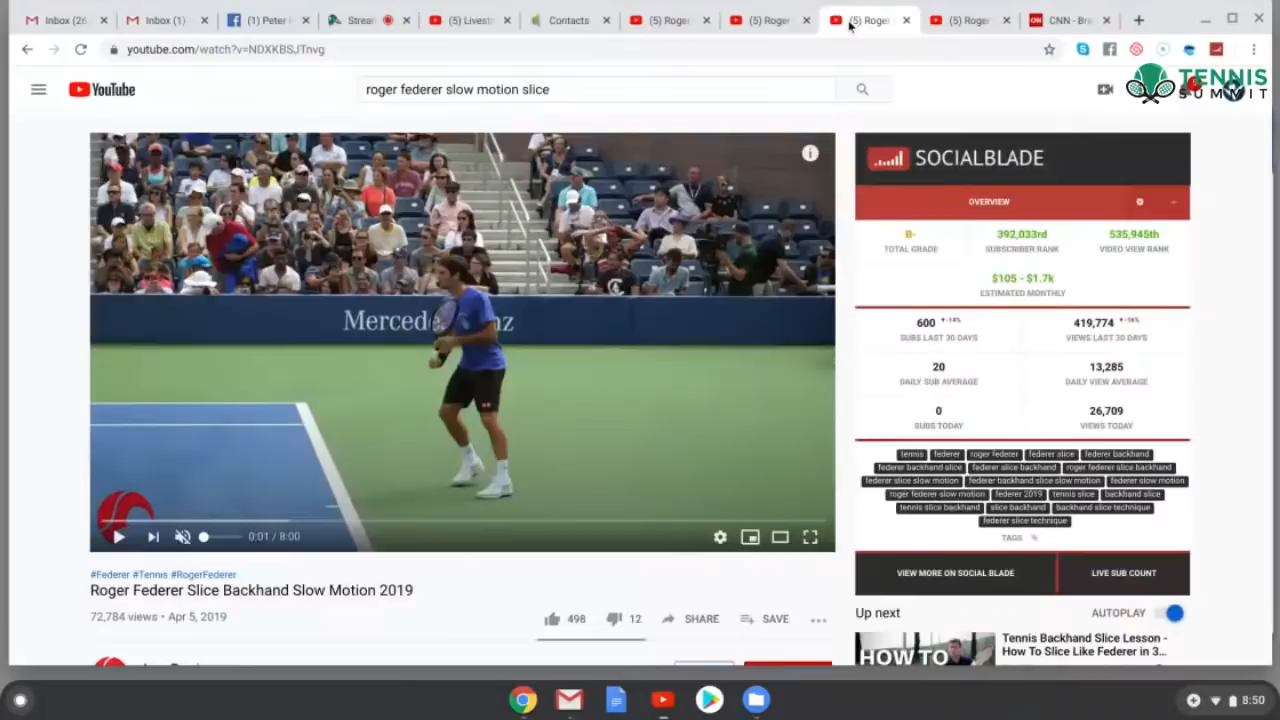 Inbox (26
Inbox (1)
(1) Peter
Stream
(5) Livest
Contacts
(5) Roger
(5) Roger
(5) Roger
(5) Roger
CNN - Bre
youtube.com/watch?v=NDXKBSJTnvg
YouTube
roger federer slow motion slice
TENNIS
SUMMIT
Mercede nz
SOCIALBLADE
OVERVIEW
B-
392,033rd
535,945th
TOTAL GRADE
SUBSCRIBER RANK
VIDEO VIEW RANK
$105 - $1.7k
ESTIMATED MONTHLY
600 -14%
419,774 -16%
SUBS LAST 30 DAYS
VIEWS LAST 30 DAYS
20
13,285
DAILY SUB AVERAGE
DAILY VIEW AVERAGE
0
26,709
SUBS TODAY
VIEWS TODAY
tennis federer roger federer federer slice federer backhand
federer backhand slice federer slice backhand roger federer slice backhand
federer slice slow motion federer backhand slice slow motion federer slow motion
roger federer slow motion federer 2019 tennis slice backhand slice
tennis slice backhand slice backhand backhand slice technique
federer slice technique
TAGS
VIEW MORE ON SOCIAL BLADE
LIVE SUB COUNT
0:01 / 8:00
#Federer #Tennis #RogerFederer
Roger Federer Slice Backhand Slow Motion 2019
72,784 views • Apr 5, 2019
498
12
SHARE
SAVE
Up next
AUTOPLAY
HOW TO
Tennis Backhand Slice Lesson -
How To Slice Like Federer in 3...
8:50